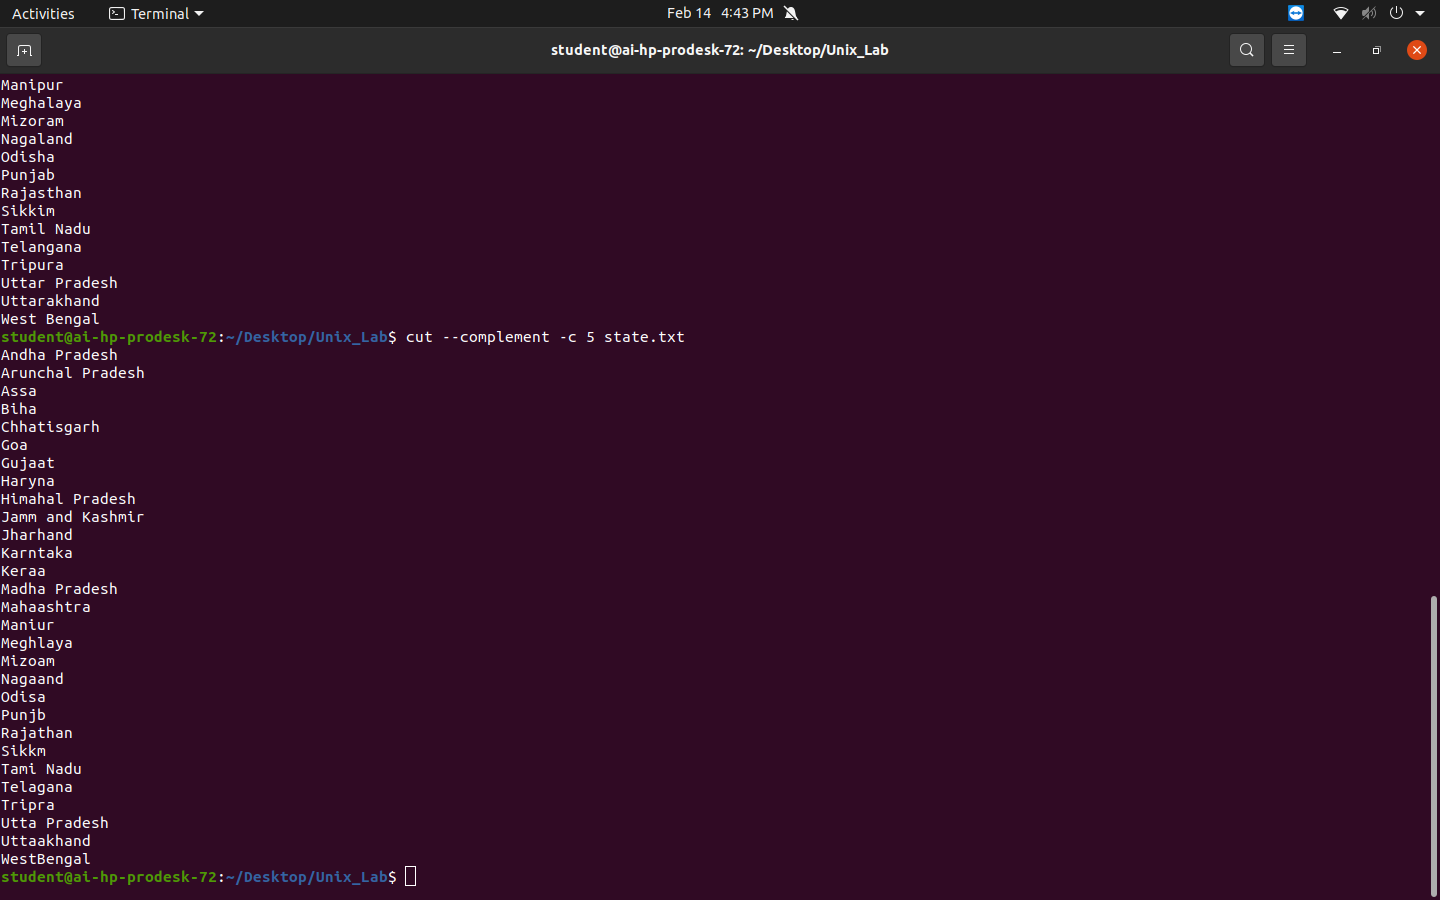 Activities Terminal Feb 14 4:43 PM
student@ai-hp-prodesk-72: ~/Desktop/Unix_Lab
Manipur
Meghalaya
Mizoram
Nagaland
Odisha
Punjab
Rajasthan
Sikkim
Tamil Nadu
Telangana
Tripura
Uttar Pradesh
Uttarakhand
West Bengal
student@ai-hp-prodesk-72:~/Desktop/Unix_Lab$ cut --complement -c 5 state.txt
Andha Pradesh
Arunchal Pradesh
Assa
Biha
Chhatisgarh
Goa
Gujaat
Haryna
Himahal Pradesh
Jamm and Kashmir
Jharhand
Karntaka
Keraa
Madha Pradesh
Mahaashtra
Maniur
Meghlaya
Mizoam
Nagaand
Odisa
Punjb
Rajathan
Sikkm
Tami Nadu
Telagana
Tripra
Utta Pradesh
Uttaakhand
WestBengal
student@ai-hp-prodesk-72:~/Desktop/Unix_Lab$